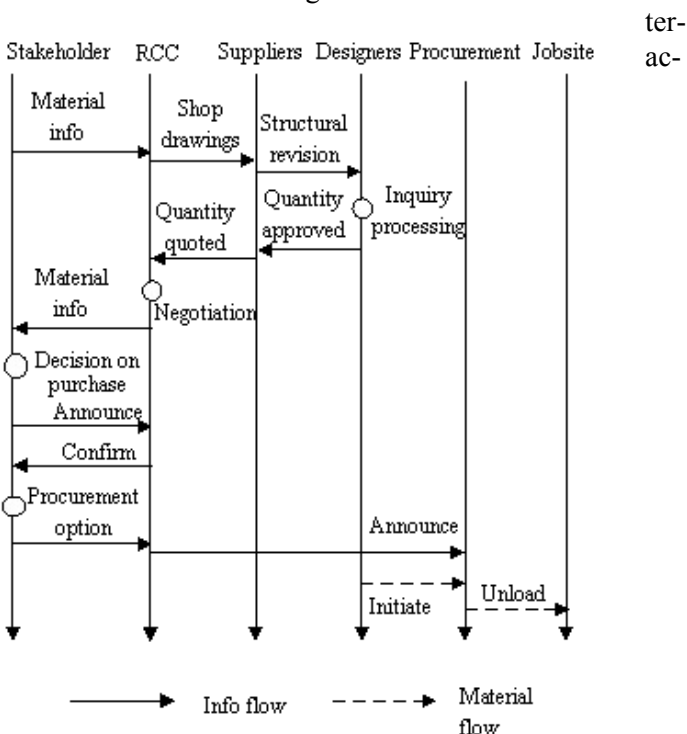 ter-
ac-
Stakeholder RCC Suppliers Designers Procurement Jobsite
Material
info
Shop
drawings
Structural
revision
Inquiry
processing
Quantity
approved
Quantity
quoted
Material
info
Negotiation
Decision on
purchase
Announce
Confirm
Procurement
option
Announce
Initiate
Unload
Info flow
Material
flow